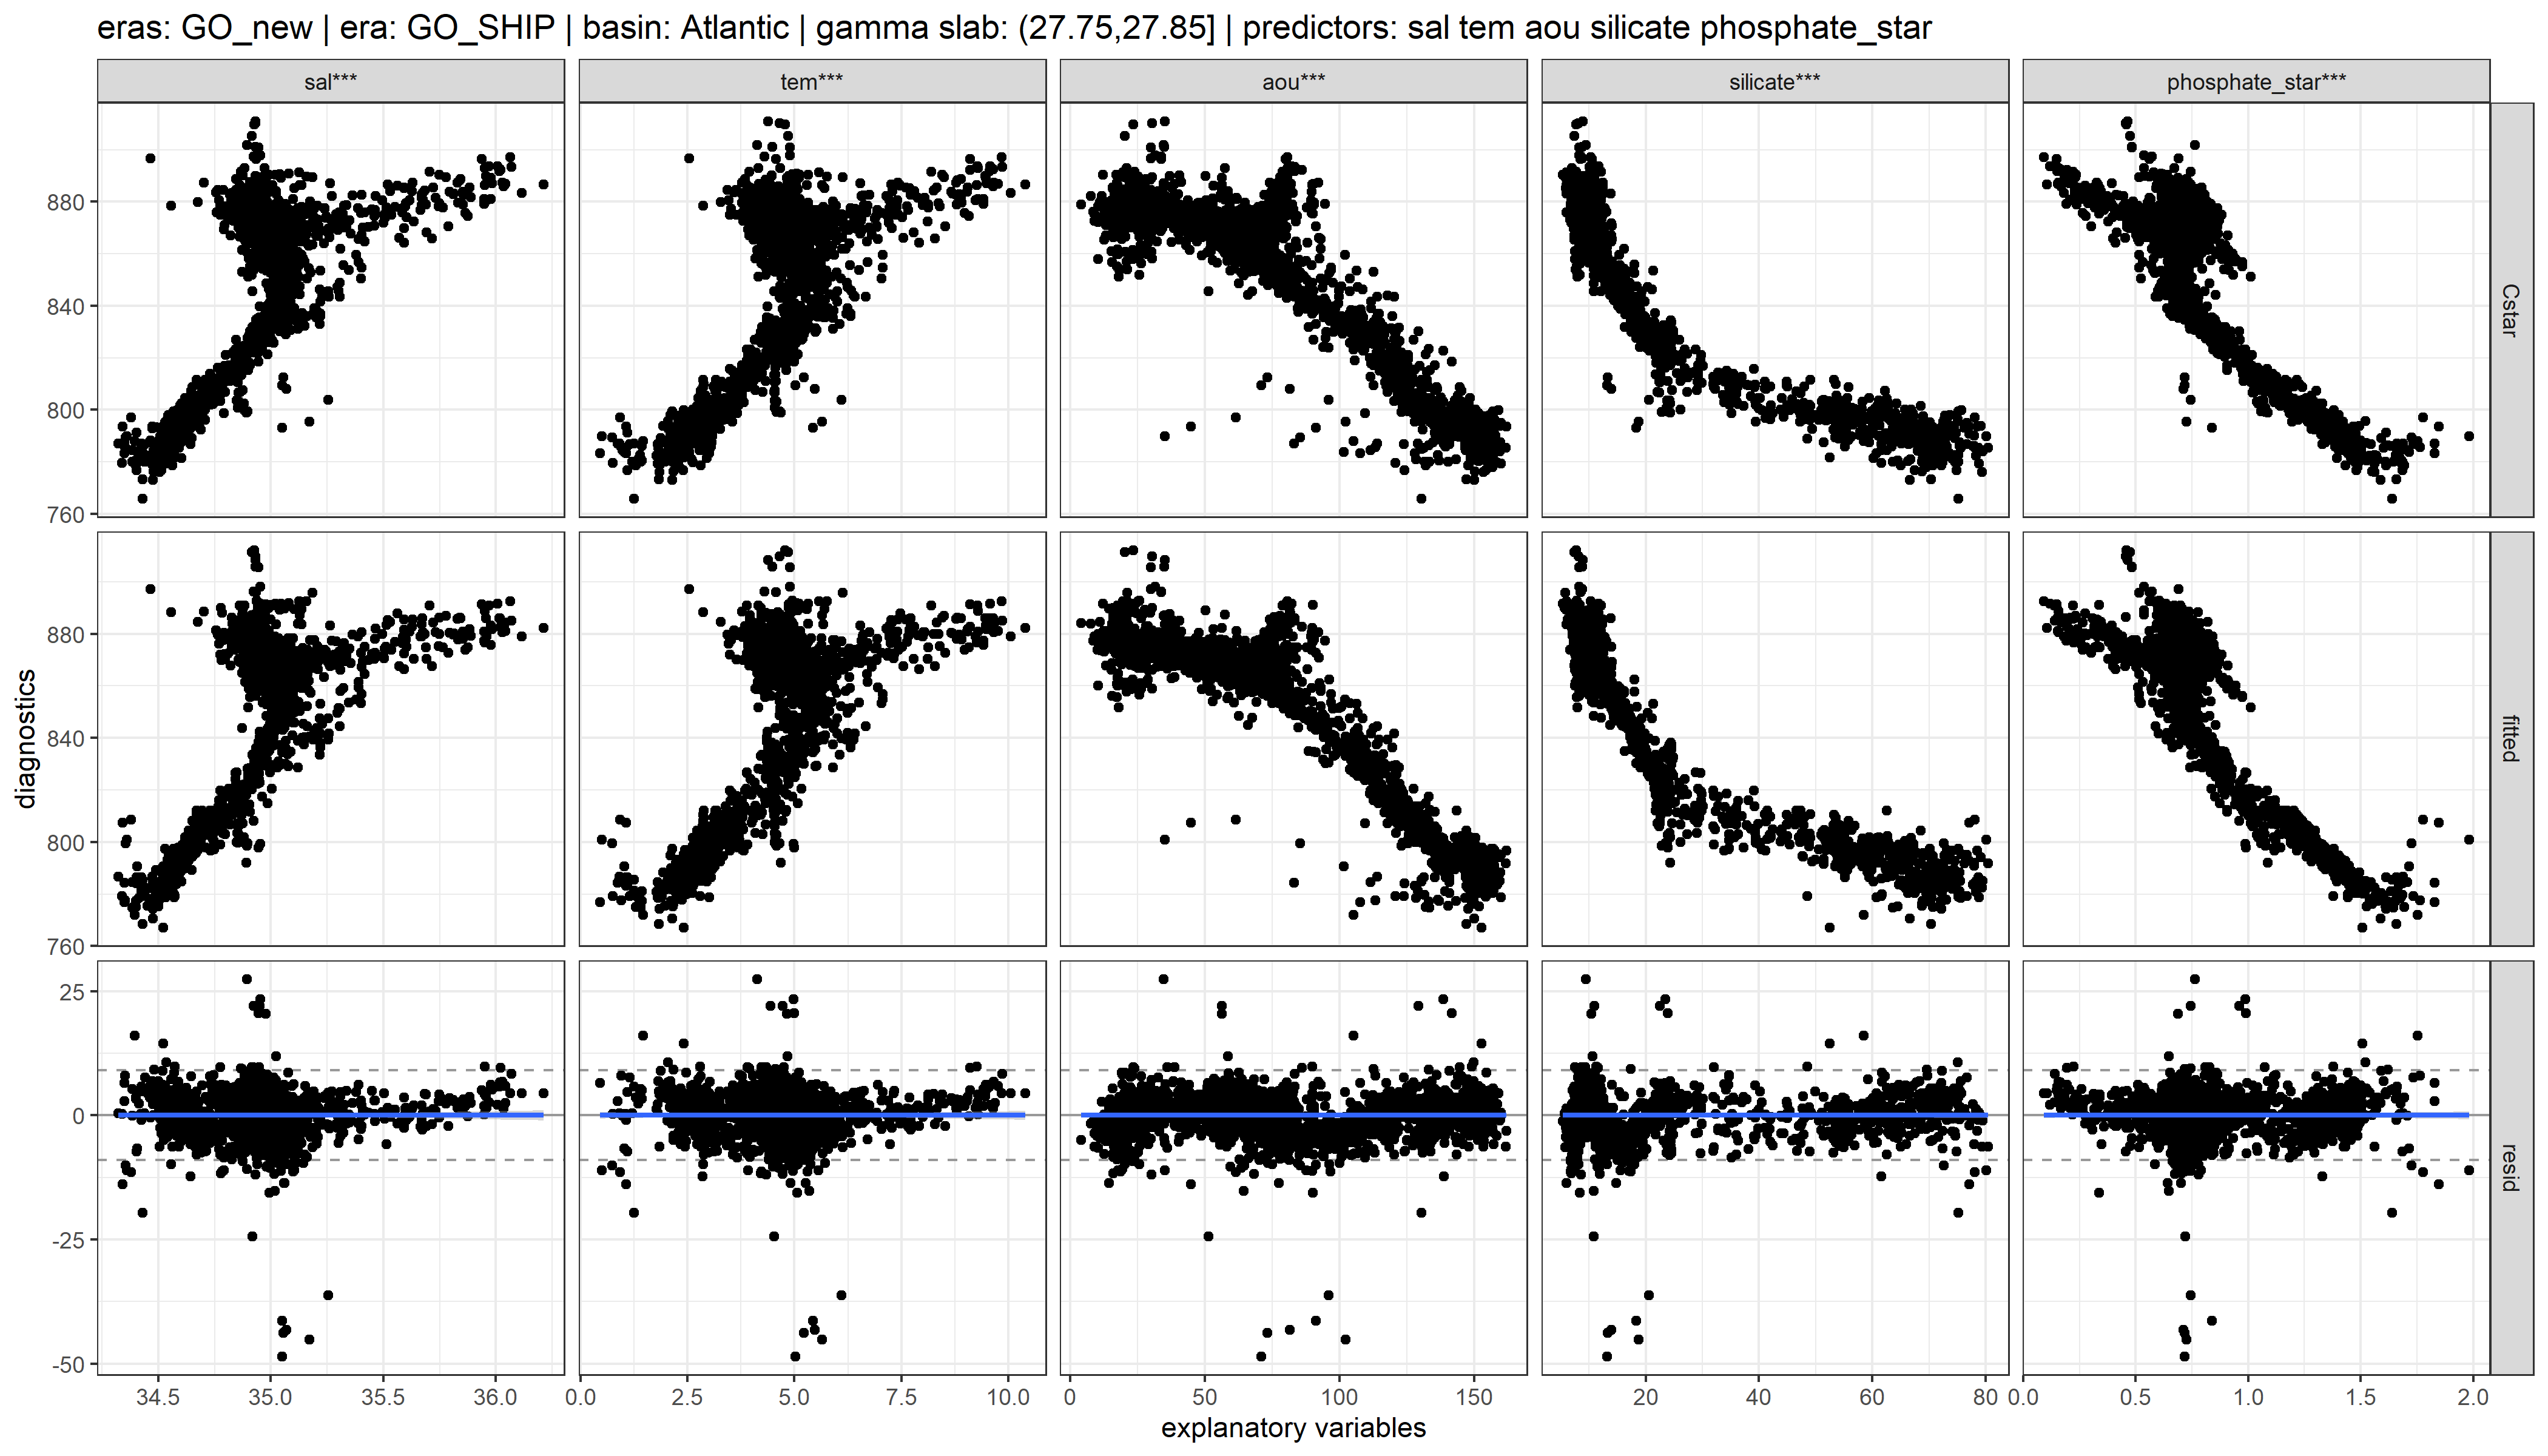 eras: GO_new | era: GO_SHIP | basin: Atlantic | gamma slab: (27.75,27.85] | predictors: sal tem aou silicate phosphate_star
sal*** tem*** aou*** silicate*** phosphate_star***
880
840
800
760
Cstar
diagnostics
880
840
800
760
fitted
25
0
-25
-50
resid
34.5 35.0 35.5 36.0 0.0 2.5 5.0 7.5 10.0 0 50 100 150 20 40 60 80 0.0 0.5 1.0 1.5 2.0
explanatory variables